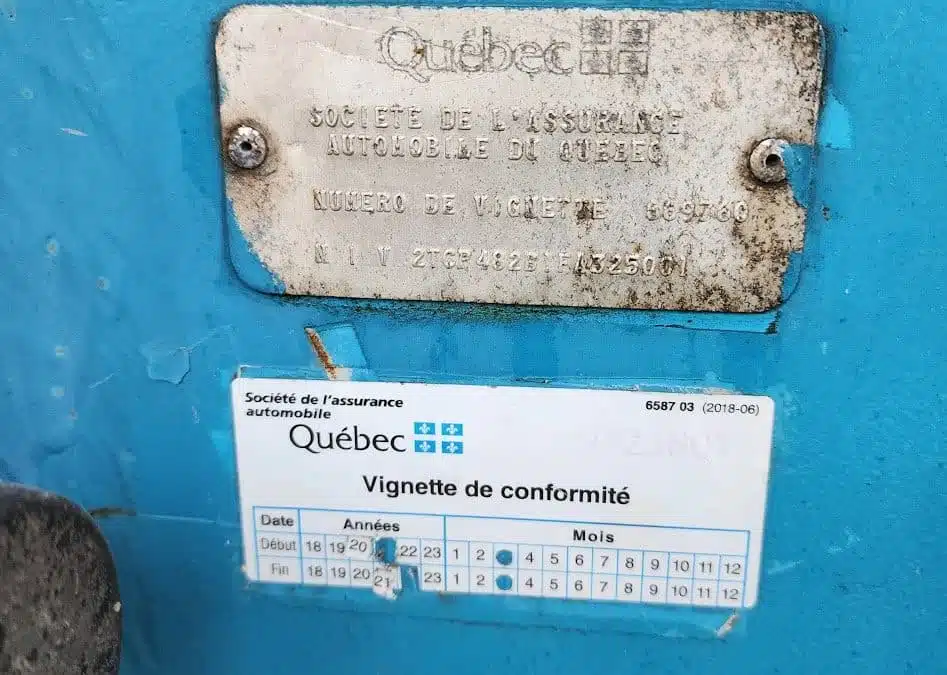 Québec
SOCIETE DE L'ASSURANCE
AUTOMOBILE DU QUEBEC
NUMERO DE VIGNETTE
N I V
Société de l'assurance
automobile
Québec
6587 03 (2018-06)
Vignette de conformité
Date Années Mois
Début 18 19 20 22 23 1 2 4 5 6 7 8 9 10 11 12
Fin 18 19 20 21 23 1 2 4 5 6 7 8 9 10 11 12